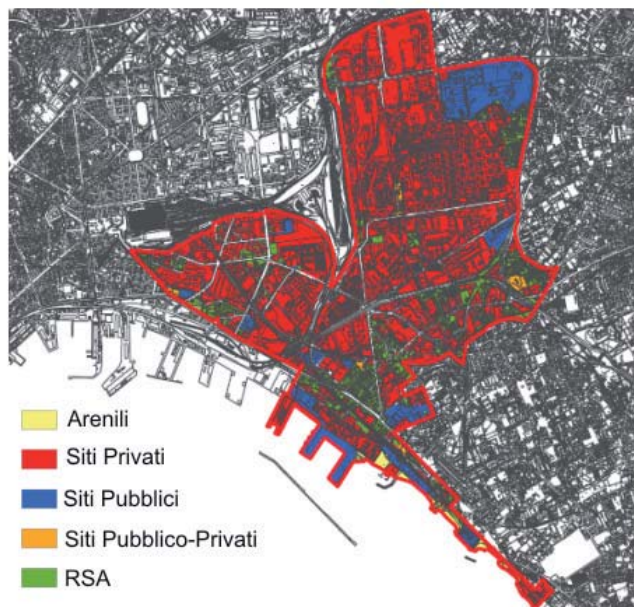 Arenili
Siti Privati
Siti Pubblici
Siti Pubblico-Privati
RSA